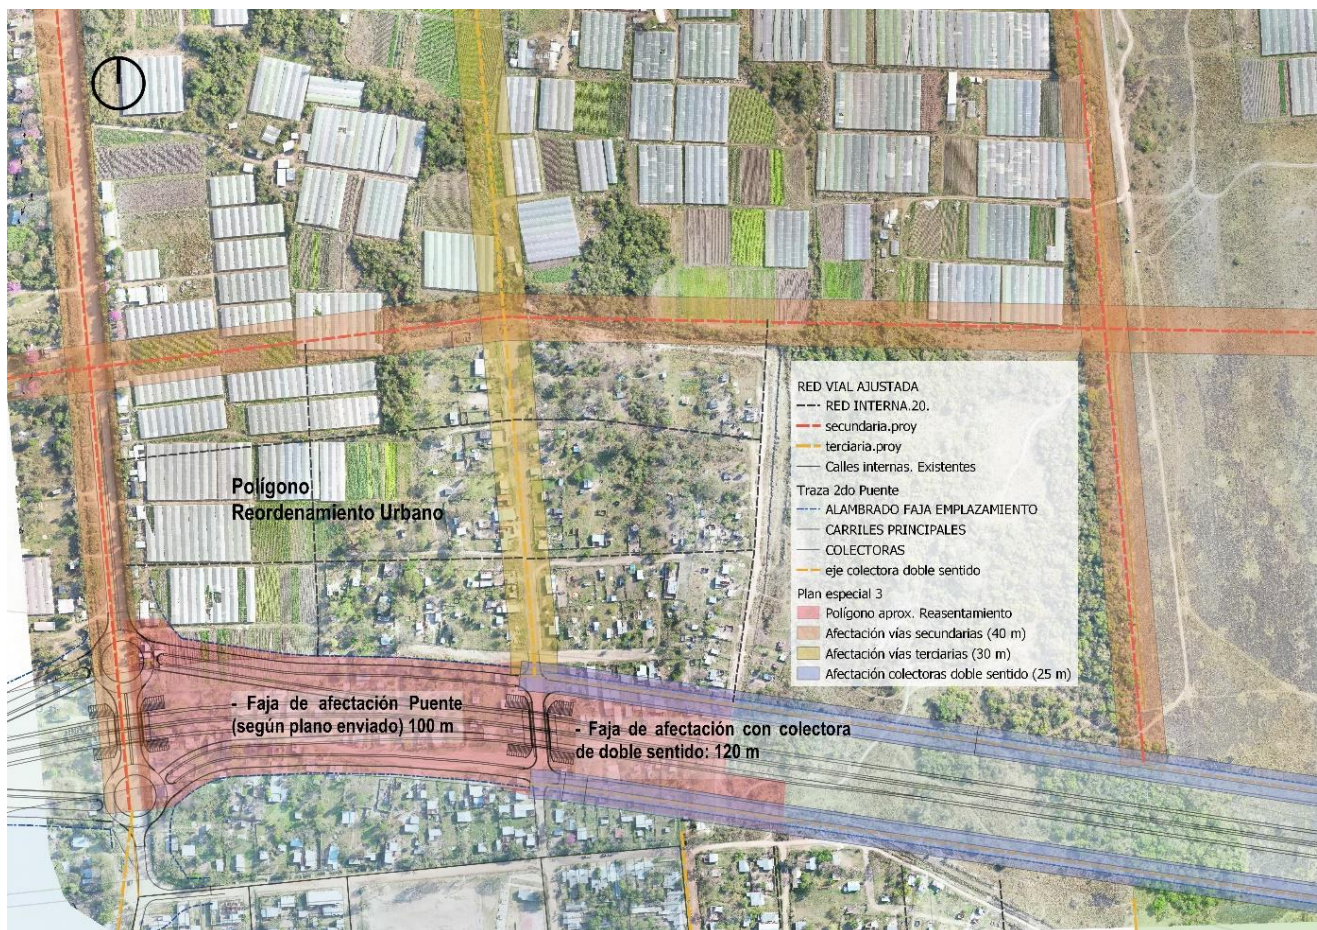 RED VIAL AJUSTADA
RED INTERNA.20.
secundaria.proy
terciaria.proy
Calles internas. Existentes
Traza 2do Puente
ALAMBRADO FAJA EMPLAZAMIENTO
CARRILES PRINCIPALES
COLECTORAS
eje colectora doble sentido
Plan especial 3
Polígono aprox. Reasentamiento
Afectación vías secundarias (40 m)
Afectación vías terciarias (30 m)
Afectación colectoras doble sentido (25 m)
Polígono
Reordenamiento Urbano
- Faja de afectación Puente
(según plano enviado) 100 m
- Faja de afectación con colectora
de doble sentido: 120 m